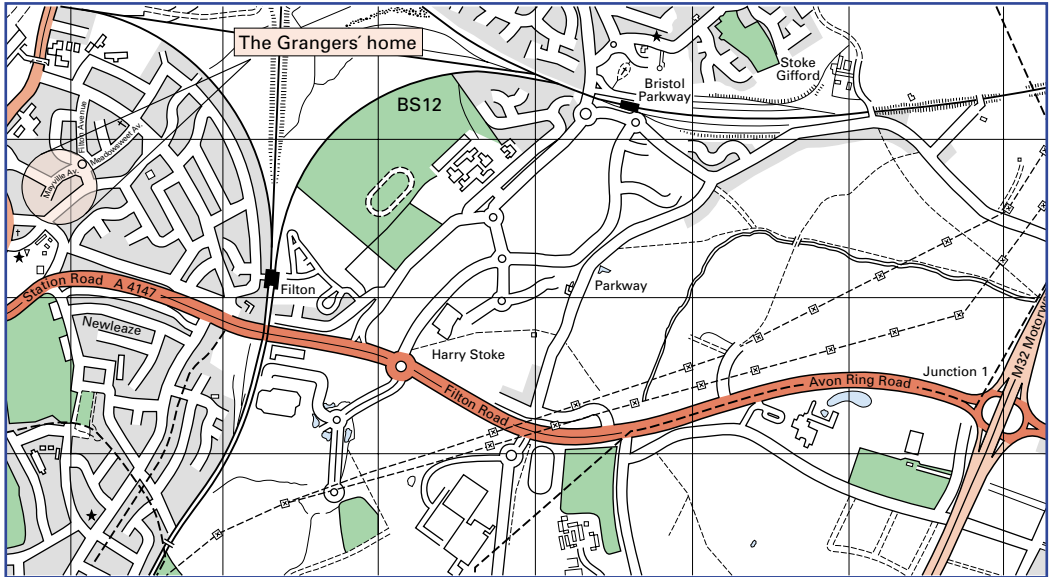 The Grangers´ home
Stoke
Gifford
Bristol
Parkway
BS12
Filton Avenue
Meadowsweet Av.
Mayville Av.
Station Road A 4147
Filton
Parkway
Newleaze
Harry Stoke
Filton Road
Avon Ring Road
Junction 1
M32 Motorw